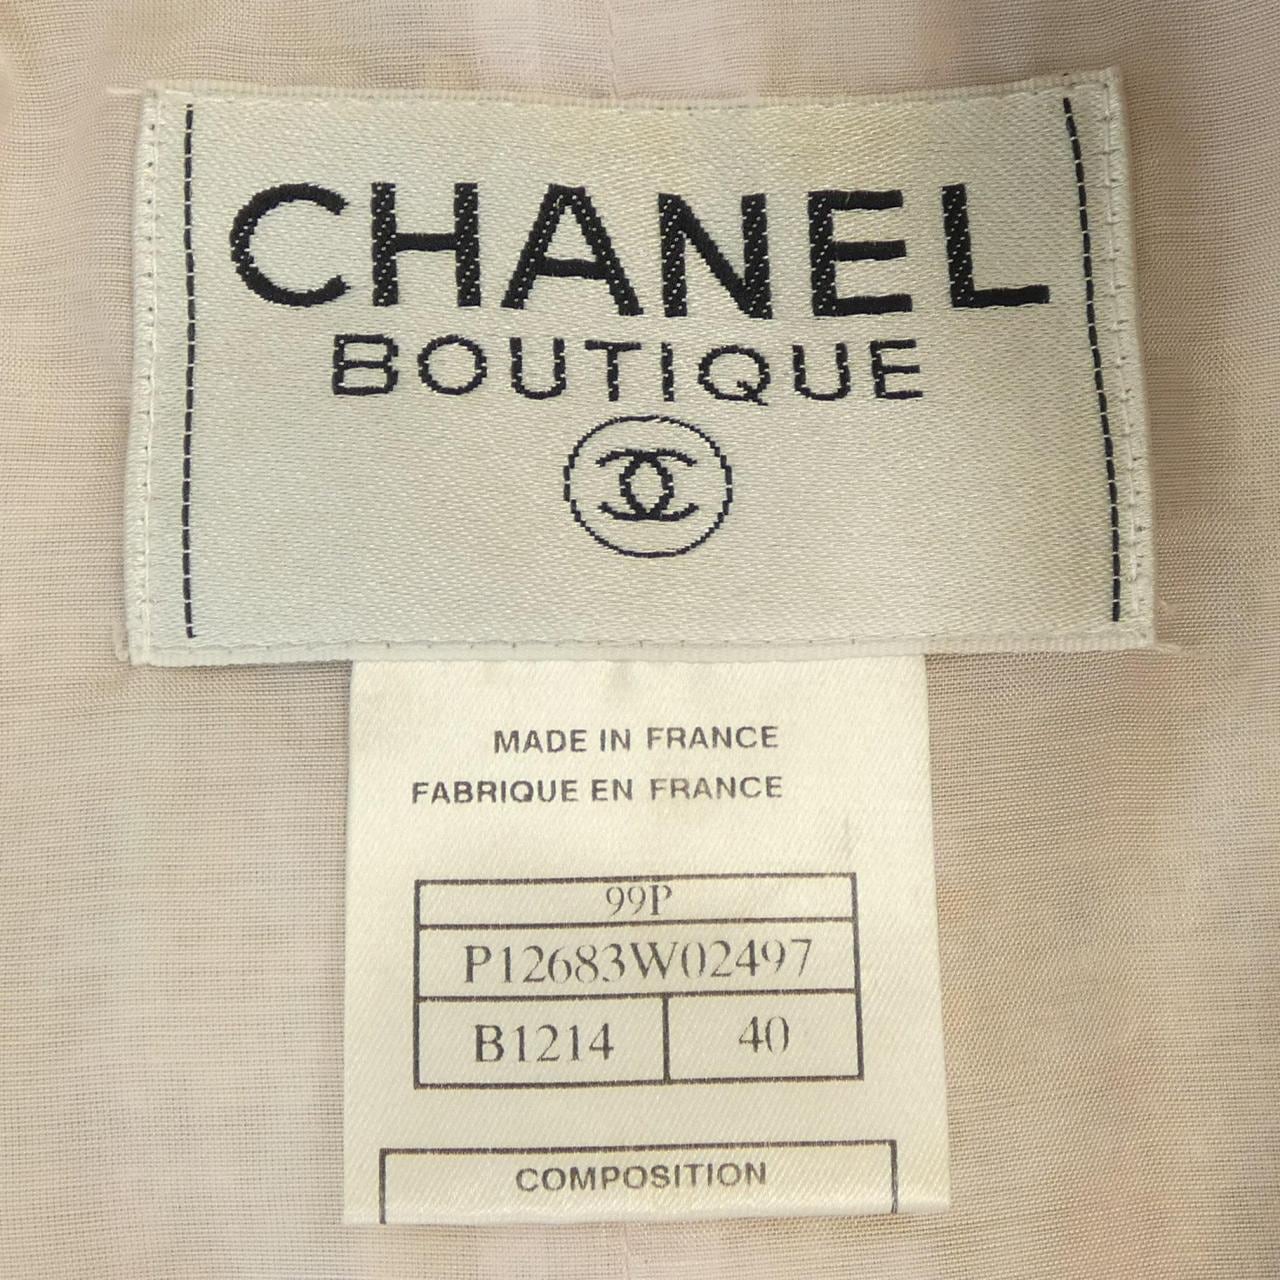 CHANEL
BOUTIQUE
MADE IN FRANCE
FABRIQUE EN FRANCE
99P
P12683W02497
B1214 40
COMPOSITION